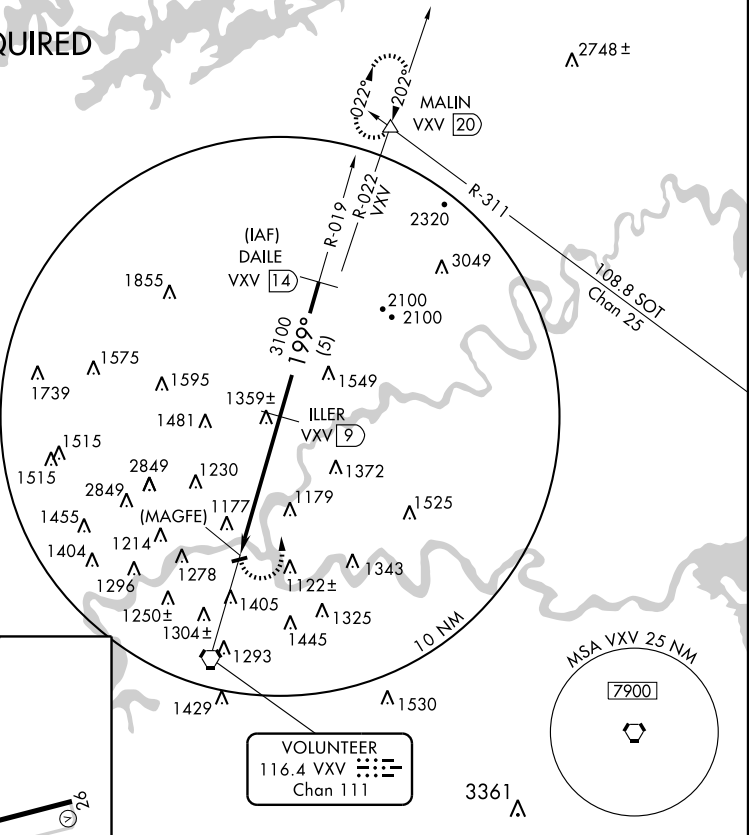 QUIRED
2748 ±
022°
202°
MALIN
VXV 20
R-019
R-022
VXV
R-311
2320
(IAF)
DAILE
VXV 14
3049
108.8 SOT
Chan 25
1855
2100
2100
3100
199°
(5)
1575
1739
1595
1549
1359±
1481
ILLER
VXV 9
1515
1515
2849
2849
1230
1372
1455
(MAGFE)
1177
1179
1525
1404
1214
1296
1278
1122±
1343
1250±
1304±
1405
1325
1445
10 NM
1293
MSA VXV 25 NM
7900
1429
1530
VOLUNTEER
116.4 VXV
Chan 111
3361
26
V